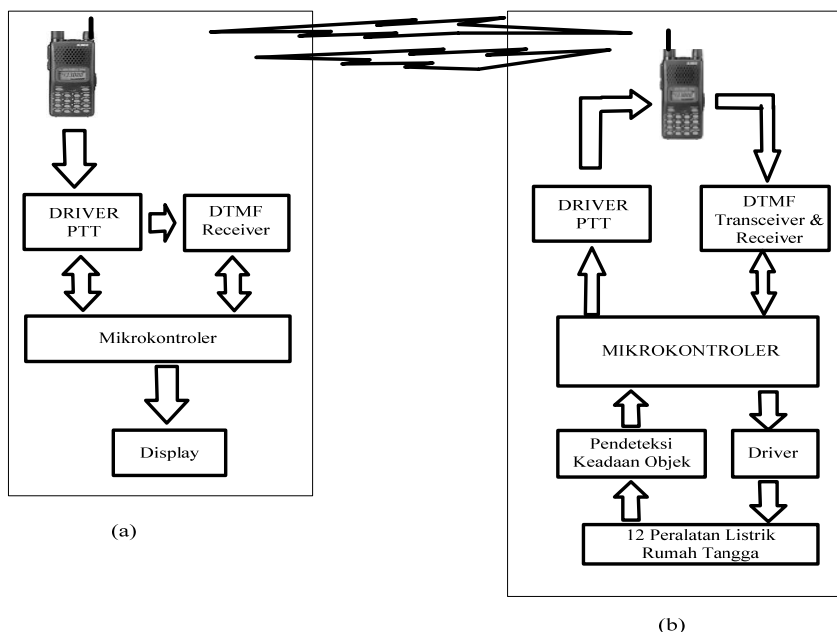 DRIVER
PTT
DTMF
Receiver
Mikrokontroler
Display
(a)
DRIVER
PTT
DTMF
Transceiver &
Receiver
MIKROKONTROLER
Pendeteksi
Keadaan Objek
Driver
12 Peralatan Listrik
Rumah Tangga
(b)